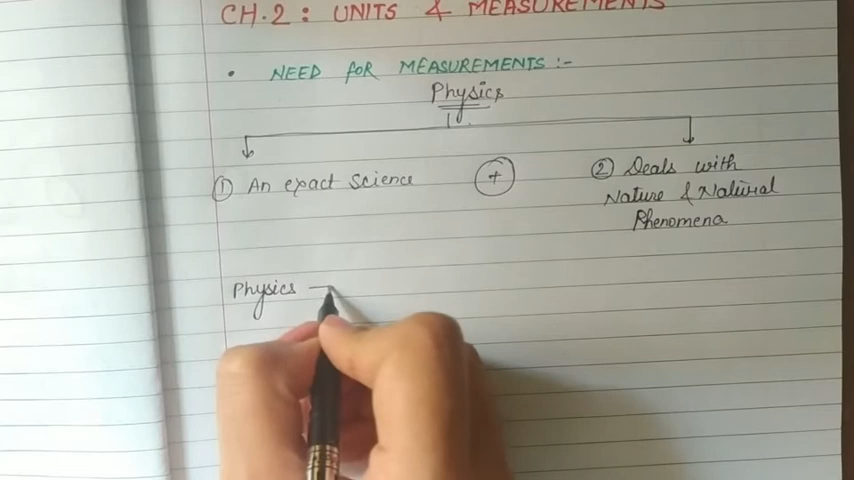 CH.2 : UNITS & MEASUREMENTS
• NEED FOR MEASUREMENTS :-
Physics
① An exact Science
+
② Deals with
Nature & Natural
Phenomena
Physics —